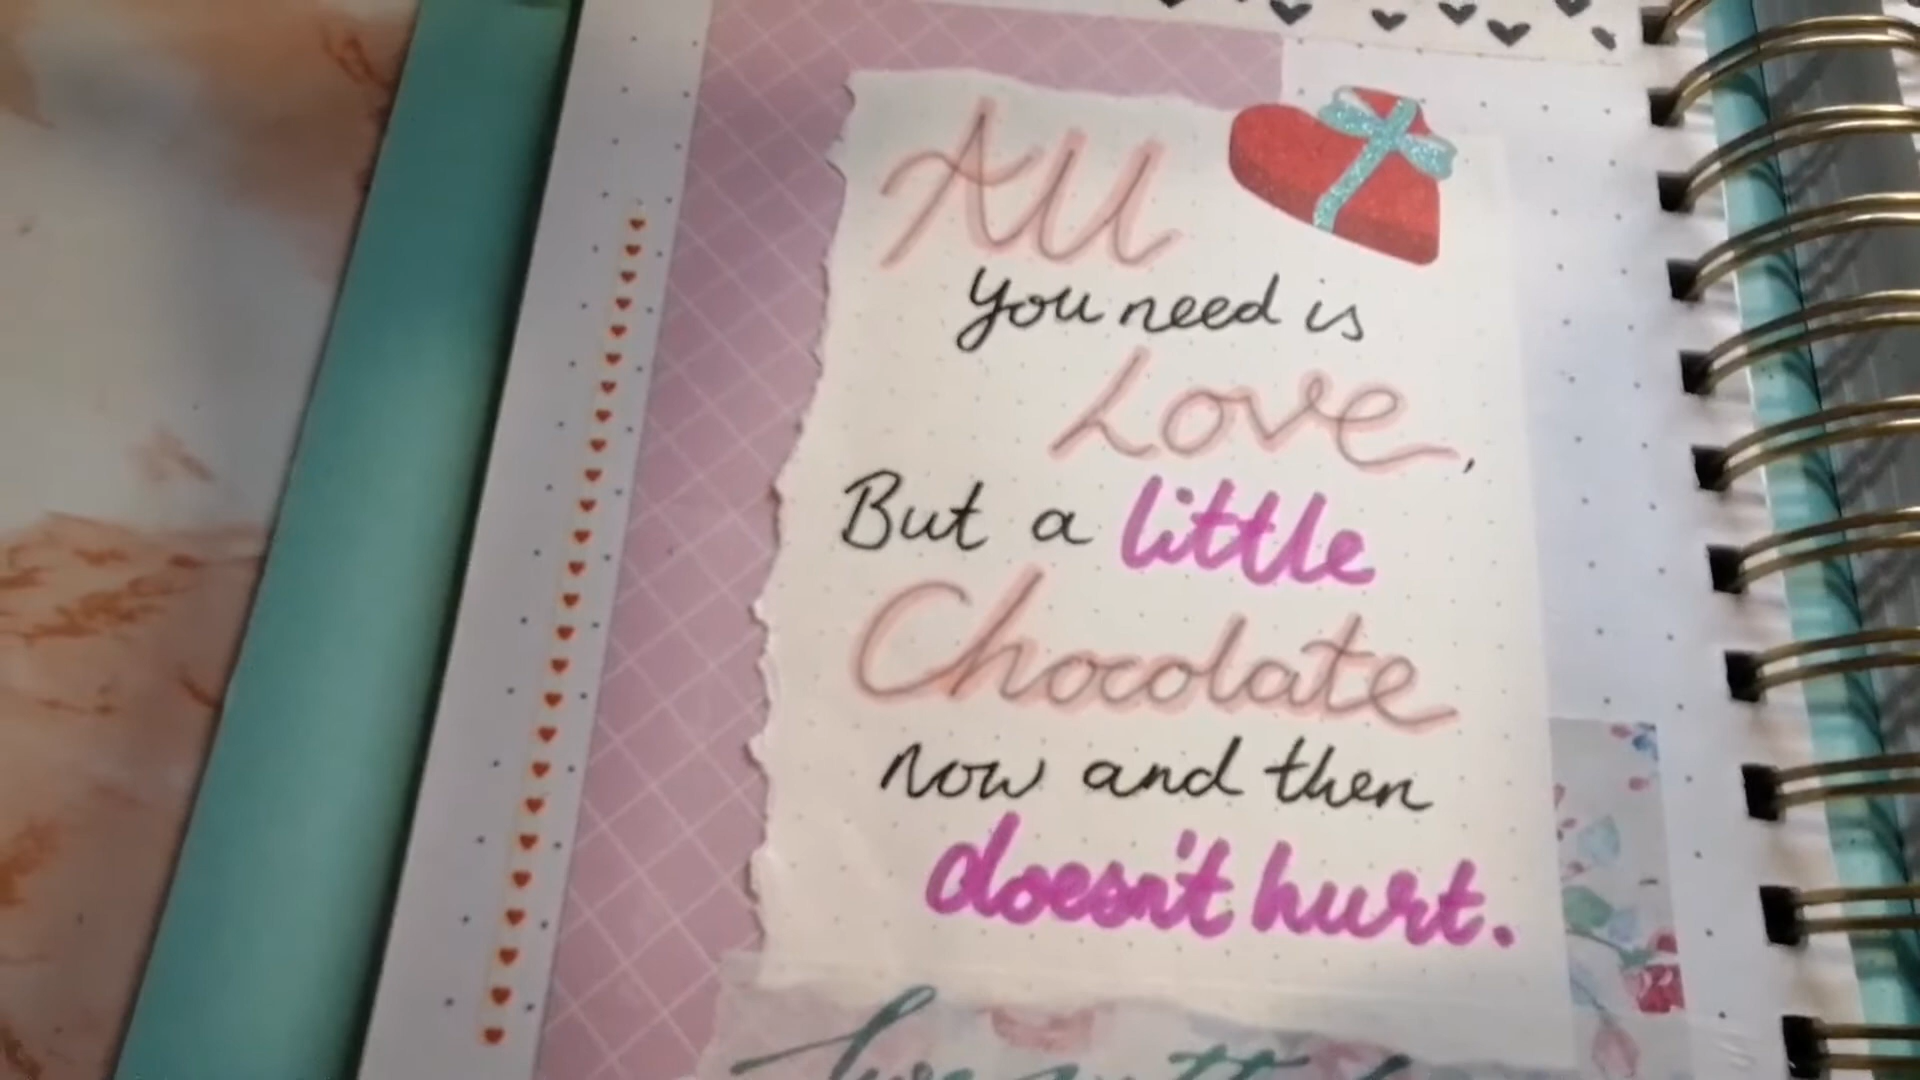 All
you need is
Love,
But a little
Chocolate
now and then
doesn't hurt.